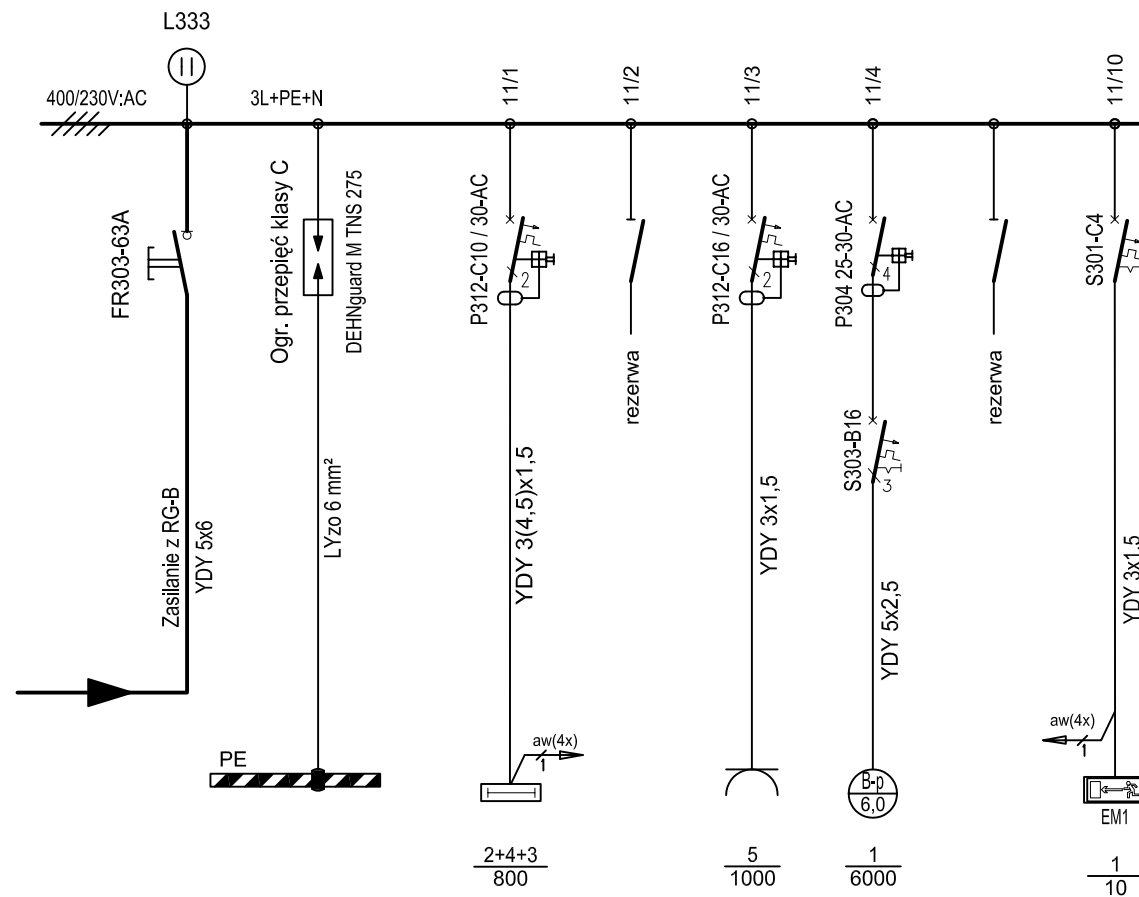 L333
400/230V:AC
3L+PE+N
11/1
11/2
11/3
11/4
11/10
FR303-63A
Ogr. przepięć klasy C
DEHNguard M TNS 275
P312-C10 / 30-AC
2
rezerwa
P312-C16 / 30-AC
2
P304 25-30-AC
4
rezerwa
S301-C4
S303-B16
3
Zasilanie z RG-B
YDY 5x6
LYzo 6 mm²
YDY 3(4,5)x1,5
YDY 3x1,5
YDY 5x2,5
YDY 3x1,5
PE
aw(4x)
1
aw(4x)
1
B-p
6,0
EM1
2+4+3
800
5
1000
1
6000
1
10